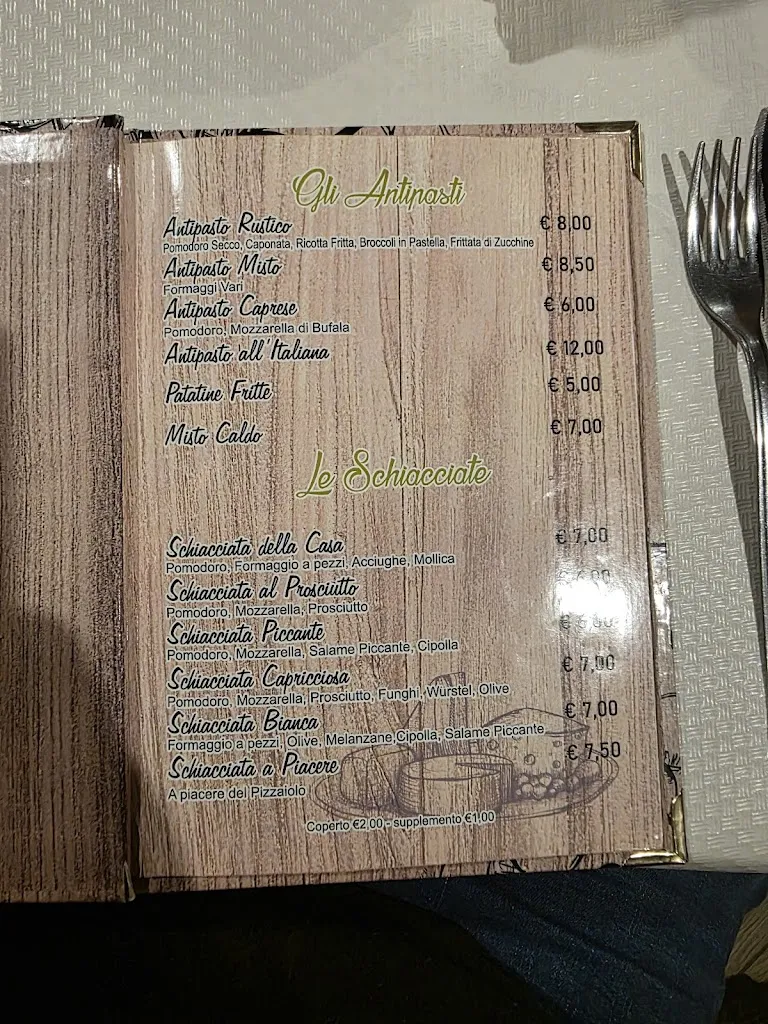 Gli Antipasti
Antipasto Rustico € 8,00
Pomodoro Secco, Caponata, Ricotta Fritta, Broccoli in Pastella, Frittata di Zucchine
Antipasto Misto € 8,50
Formaggi Vari
Antipasto Caprese € 6,00
Pomodoro, Mozzarella di Bufala
Antipasto all'Italiana € 12,00
Patatine Fritte € 5,00
Misto Caldo € 7,00
Le Schiacciate
Schiacciata della Casa € 7,00
Pomodoro, Formaggio a pezzi, Acciughe, Mollica
Schiacciata al Prosciutto
Pomodoro, Mozzarella, Prosciutto
Schiacciata Piccante
Pomodoro, Mozzarella, Salame Piccante, Cipolla
Schiacciata Capricciosa € 7,00
Pomodoro, Mozzarella, Prosciutto, Funghi, Wurstel, Olive
Schiacciata Bianca € 7,00
Formaggio a pezzi, Olive, Melanzane,Cipolla, Salame Piccante
Schiacciata a Piacere € 7,50
A piacere del Pizzaiolo
Coperto €2,00 - supplemento €1,00